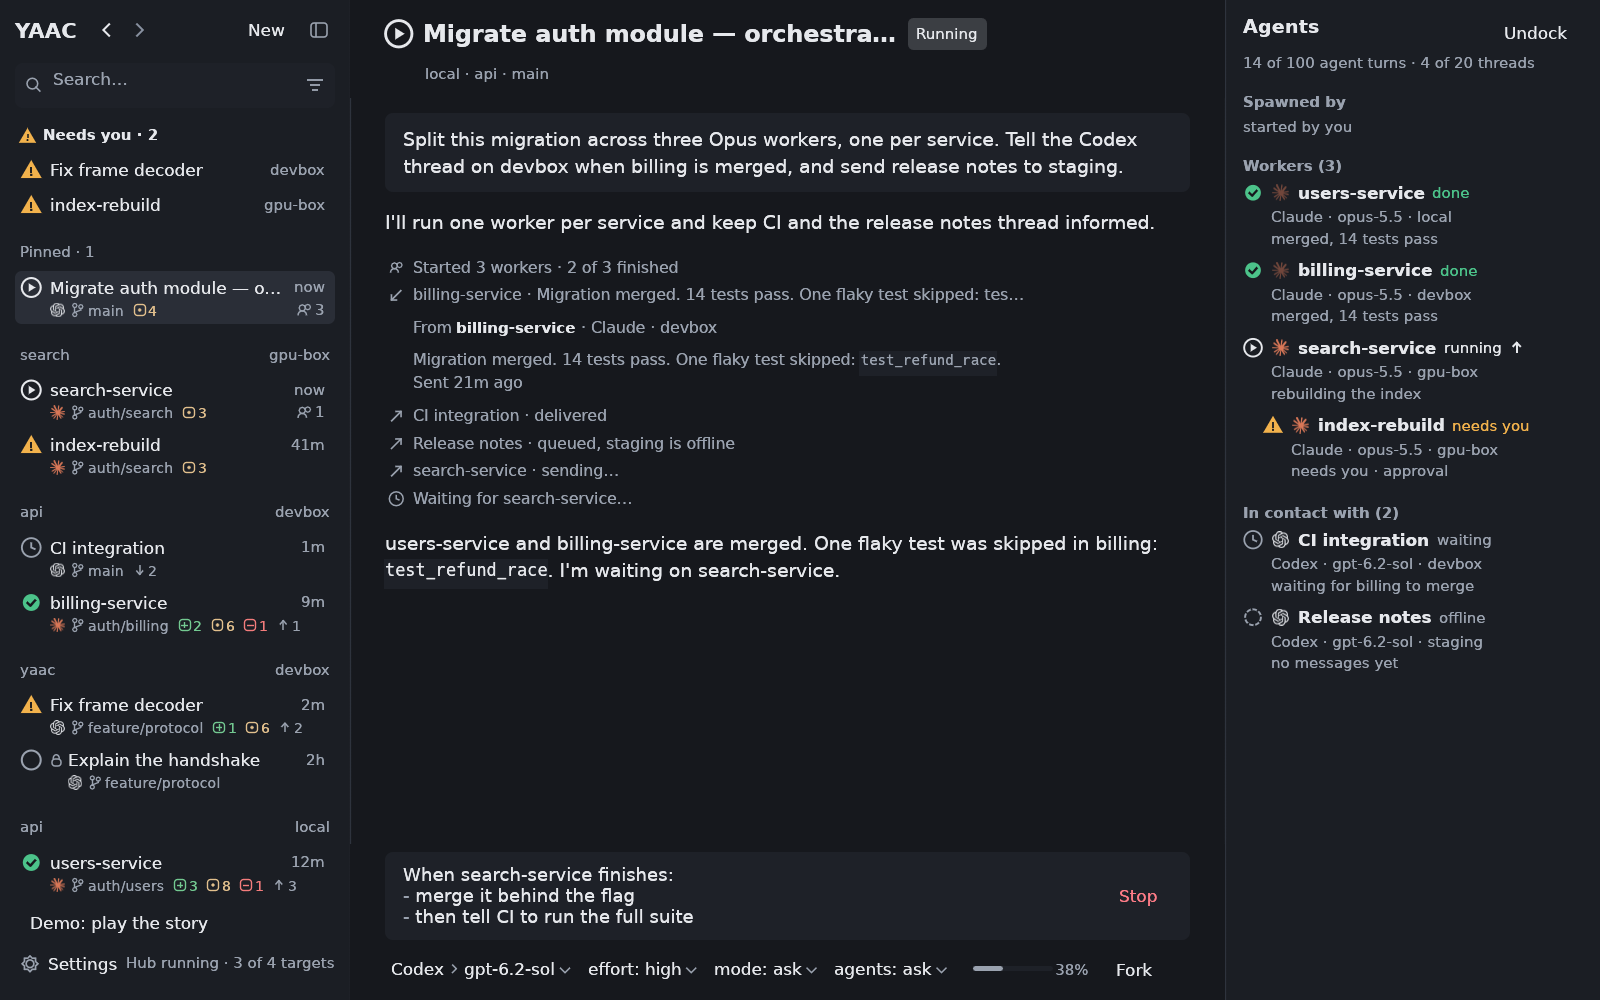 YAAC
New
Search…
Needs you · 2
Fix frame decoder devbox
index-rebuild gpu-box
Pinned · 1
Migrate auth module — o… now
main 4 3
search gpu-box
search-service now
auth/search 3 1
index-rebuild 41m
auth/search 3
api devbox
CI integration 1m
main 2
billing-service 9m
auth/billing 2 6 1 1
yaac devbox
Fix frame decoder 2m
feature/protocol 1 6 2
Explain the handshake 2h
feature/protocol
api local
users-service 12m
auth/users 3 8 1 3
Demo: play the story
Settings Hub running · 3 of 4 targets
Migrate auth module — orchestra… Running
local · api · main
Split this migration across three Opus workers, one per service. Tell the Codex
thread on devbox when billing is merged, and send release notes to staging.
I'll run one worker per service and keep CI and the release notes thread informed.
Started 3 workers · 2 of 3 finished
billing-service · Migration merged. 14 tests pass. One flaky test skipped: tes…
From billing-service · Claude · devbox
Migration merged. 14 tests pass. One flaky test skipped: test_refund_race.
Sent 21m ago
CI integration · delivered
Release notes · queued, staging is offline
search-service · sending…
Waiting for search-service…
users-service and billing-service are merged. One flaky test was skipped in billing:
test_refund_race. I'm waiting on search-service.
When search-service finishes:
- merge it behind the flag
- then tell CI to run the full suite
Stop
Codex gpt-6.2-sol effort: high mode: ask agents: ask 38% Fork
Agents
Undock
14 of 100 agent turns · 4 of 20 threads
Spawned by
started by you
Workers (3)
users-service done
Claude · opus-5.5 · local
merged, 14 tests pass
billing-service done
Claude · opus-5.5 · devbox
merged, 14 tests pass
search-service running
Claude · opus-5.5 · gpu-box
rebuilding the index
index-rebuild needs you
Claude · opus-5.5 · gpu-box
needs you · approval
In contact with (2)
CI integration waiting
Codex · gpt-6.2-sol · devbox
waiting for billing to merge
Release notes offline
Codex · gpt-6.2-sol · staging
no messages yet